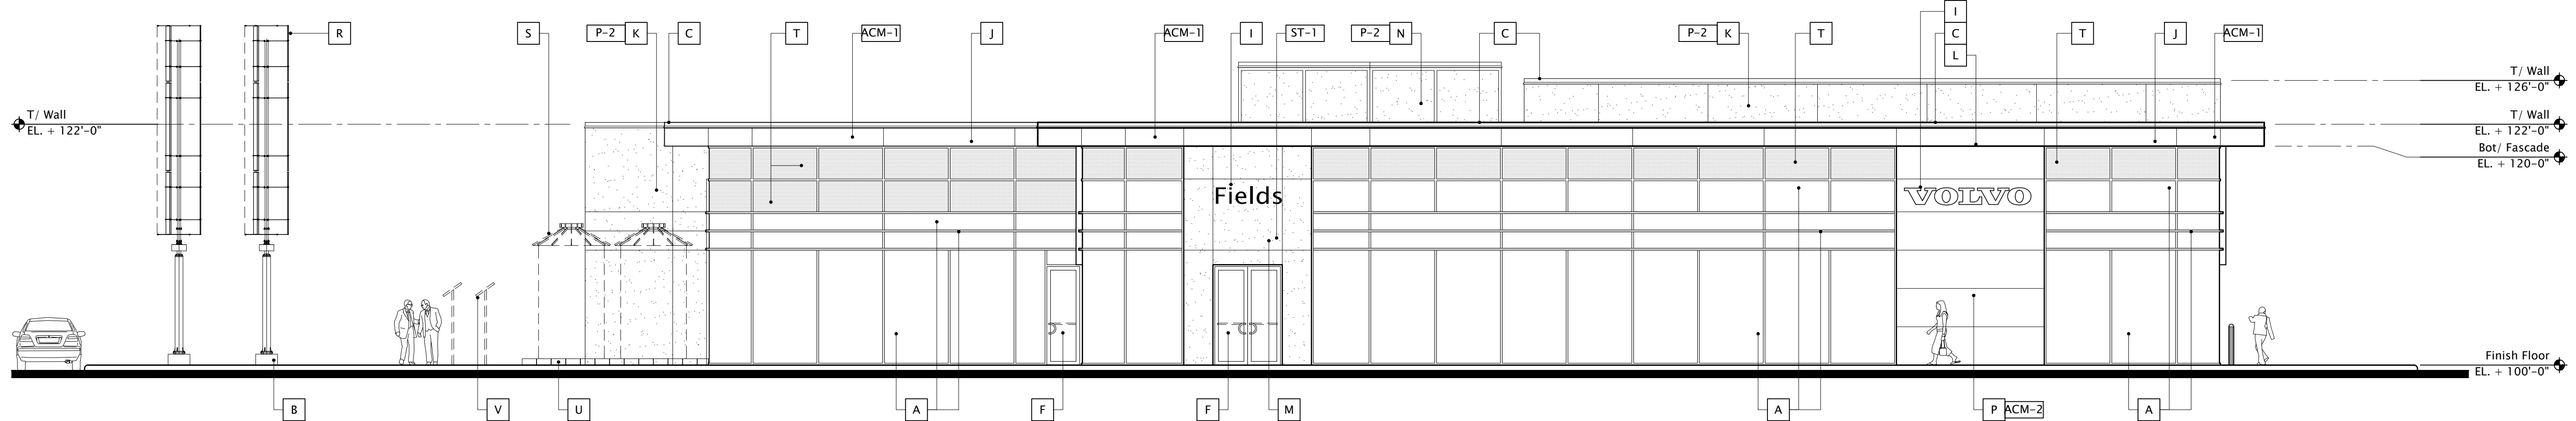 R
S
P-2 K
C
T
ACM-1
J
ACM-1
I
ST-1
P-2 N
C
P-2 K
T
I
C
L
T
J
ACM-1
T/ Wall
EL. + 126'-0"
T/ Wall
EL. + 122'-0"
T/ Wall
EL. + 122'-0"
Bot/ Fascade
EL. + 120-0"
Fields
VOLVO
Finish Floor
EL. + 100'-0"
B
V
U
A
F
F
M
A
P ACM-2
A